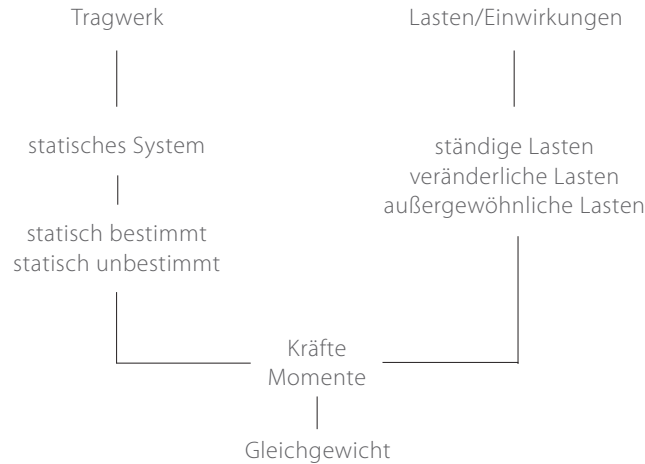 Tragwerk
Lasten/Einwirkungen
statisches System
ständige Lasten
veränderliche Lasten
außergewöhnliche Lasten
statisch bestimmt
statisch unbestimmt
Kräfte
Momente
Gleichgewicht